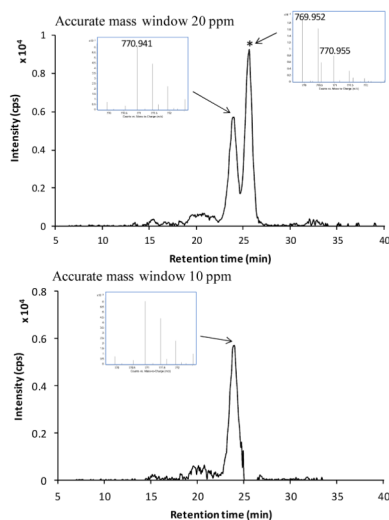 Accurate mass window 20 ppm
770.941
769.952
770.955
*
x 10⁴
Intensity (cps)
1
0.8
0.6
0.4
0.2
0
5 10 15 20 25 30 35 40
Retention time (min)
Accurate mass window 10 ppm
x 10⁴
Intensity (cps)
0.8
0.6
0.4
0.2
0
5 10 15 20 25 30 35 40
Retention time (min)